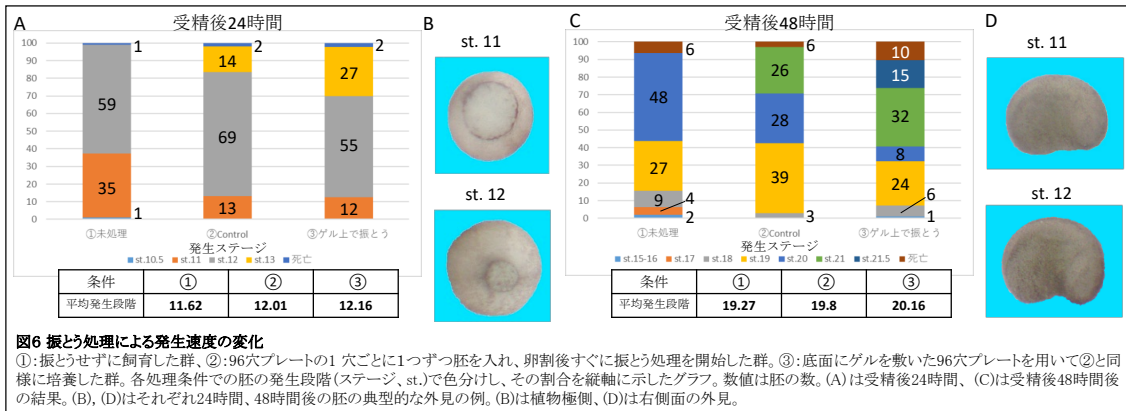 A
受精後24時間
100
90
80
70
60
50
40
30
20
10
0
1
59
35
1
2
14
69
13
2
27
55
12
①未処理
②Control
③ゲル上で振とう
発生ステージ
st.10.5 st.11 st.12 st.13 死亡
条件 ① ② ③
平均発生段階 11.62 12.01 12.16
B
st. 11
st. 12
C
受精後48時間
100
90
80
70
60
50
40
30
20
10
0
6
48
27
9
4
2
6
26
28
39
3
10
15
32
8
24
6
1
①未処理
②Control
③ゲル上で振とう
発生ステージ
st.15-16 st.17 st.18 st.19 st.20 st.21 st.21.5 死亡
条件 ① ② ③
平均発生段階 19.27 19.8 20.16
D
st. 11
st. 12
図6 振とう処理による発生速度の変化
①:振とうせずに飼育した群、②:96穴プレートの1 穴ごとに1つずつ胚を入れ、卵割後すぐに振とう処理を開始した群。③:底面にゲルを敷いた96穴プレートを用いて②と同
様に培養した群。各処理条件での胚の発生段階(ステージ、st.)で色分けし、その割合を縦軸に示したグラフ。数値は胚の数。(A)は受精後24時間、(C)は受精後48時間後
の結果。(B), (D)はそれぞれ24時間、48時間後の胚の典型的な外見の例。(B)は植物極側、(D)は右側面の外見。